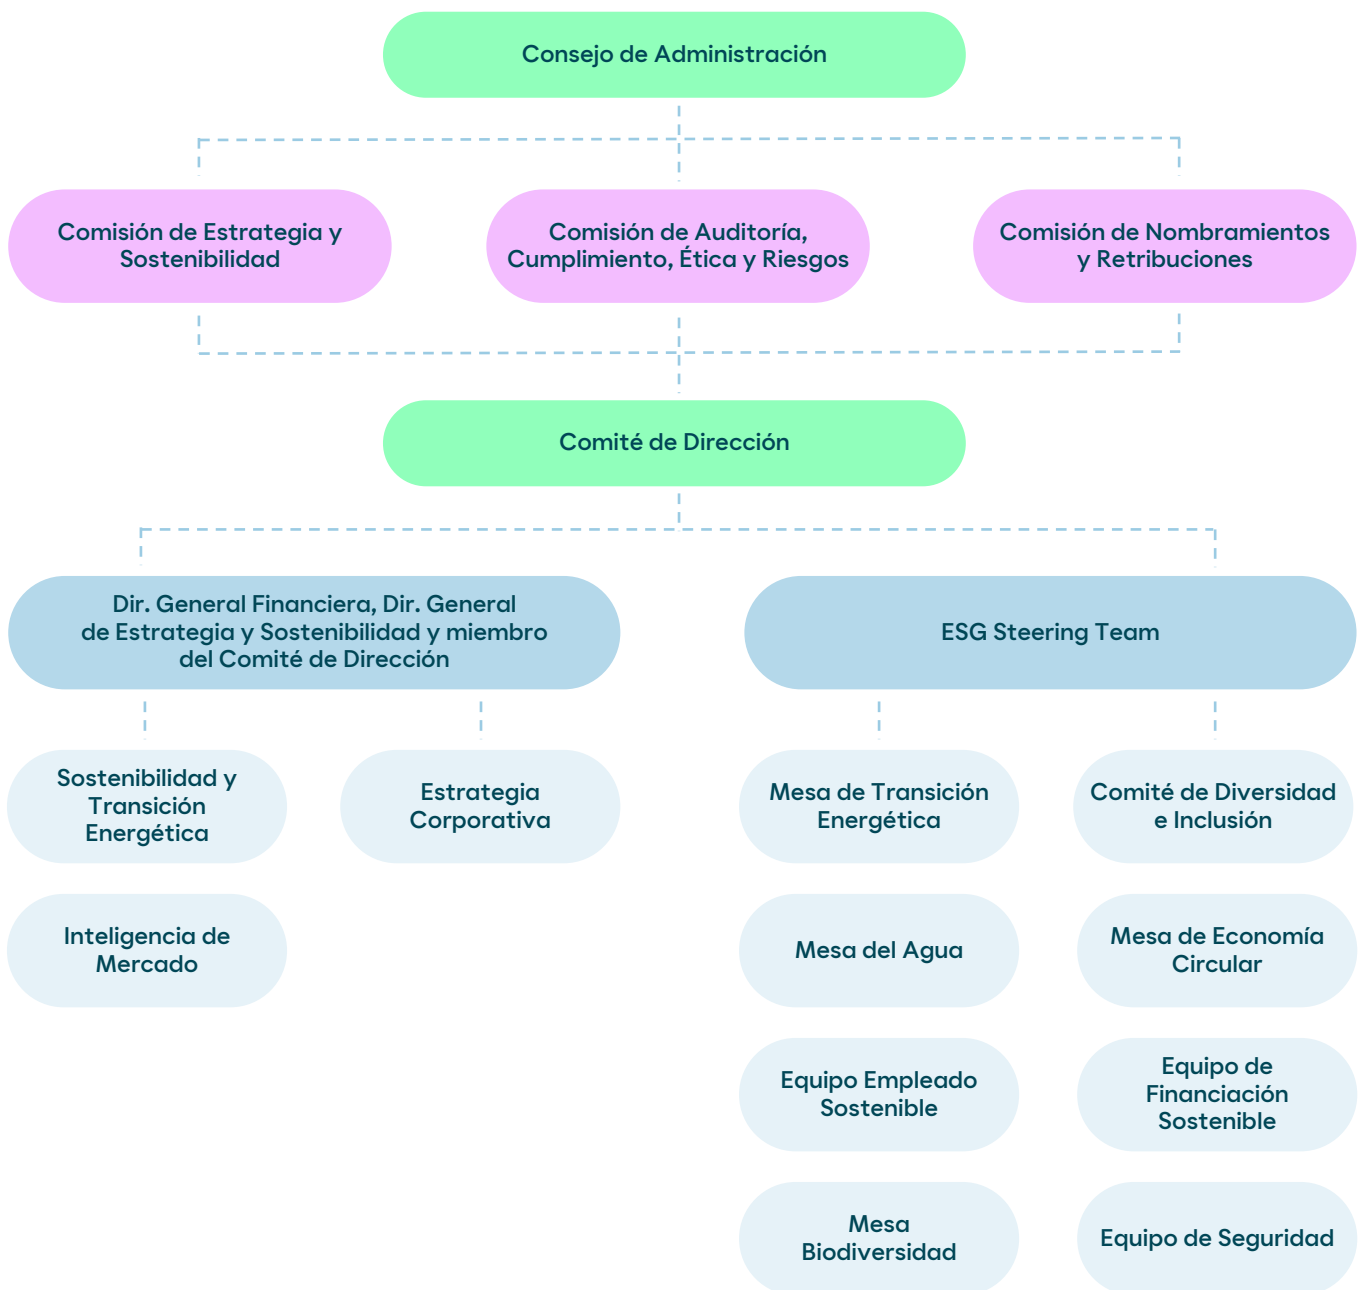 Consejo de Administración
Comisión de Estrategia y
Sostenibilidad
Comisión de Auditoría,
Cumplimiento, Ética y Riesgos
Comisión de Nombramientos
y Retribuciones
Comité de Dirección
Dir. General Financiera, Dir. General
de Estrategia y Sostenibilidad y miembro
del Comité de Dirección
ESG Steering Team
Sostenibilidad y
Transición
Energética
Estrategia
Corporativa
Mesa de Transición
Energética
Comité de Diversidad
e Inclusión
Inteligencia de
Mercado
Mesa del Agua
Mesa de Economía
Circular
Equipo Empleado
Sostenible
Equipo de
Financiación
Sostenible
Mesa
Biodiversidad
Equipo de Seguridad